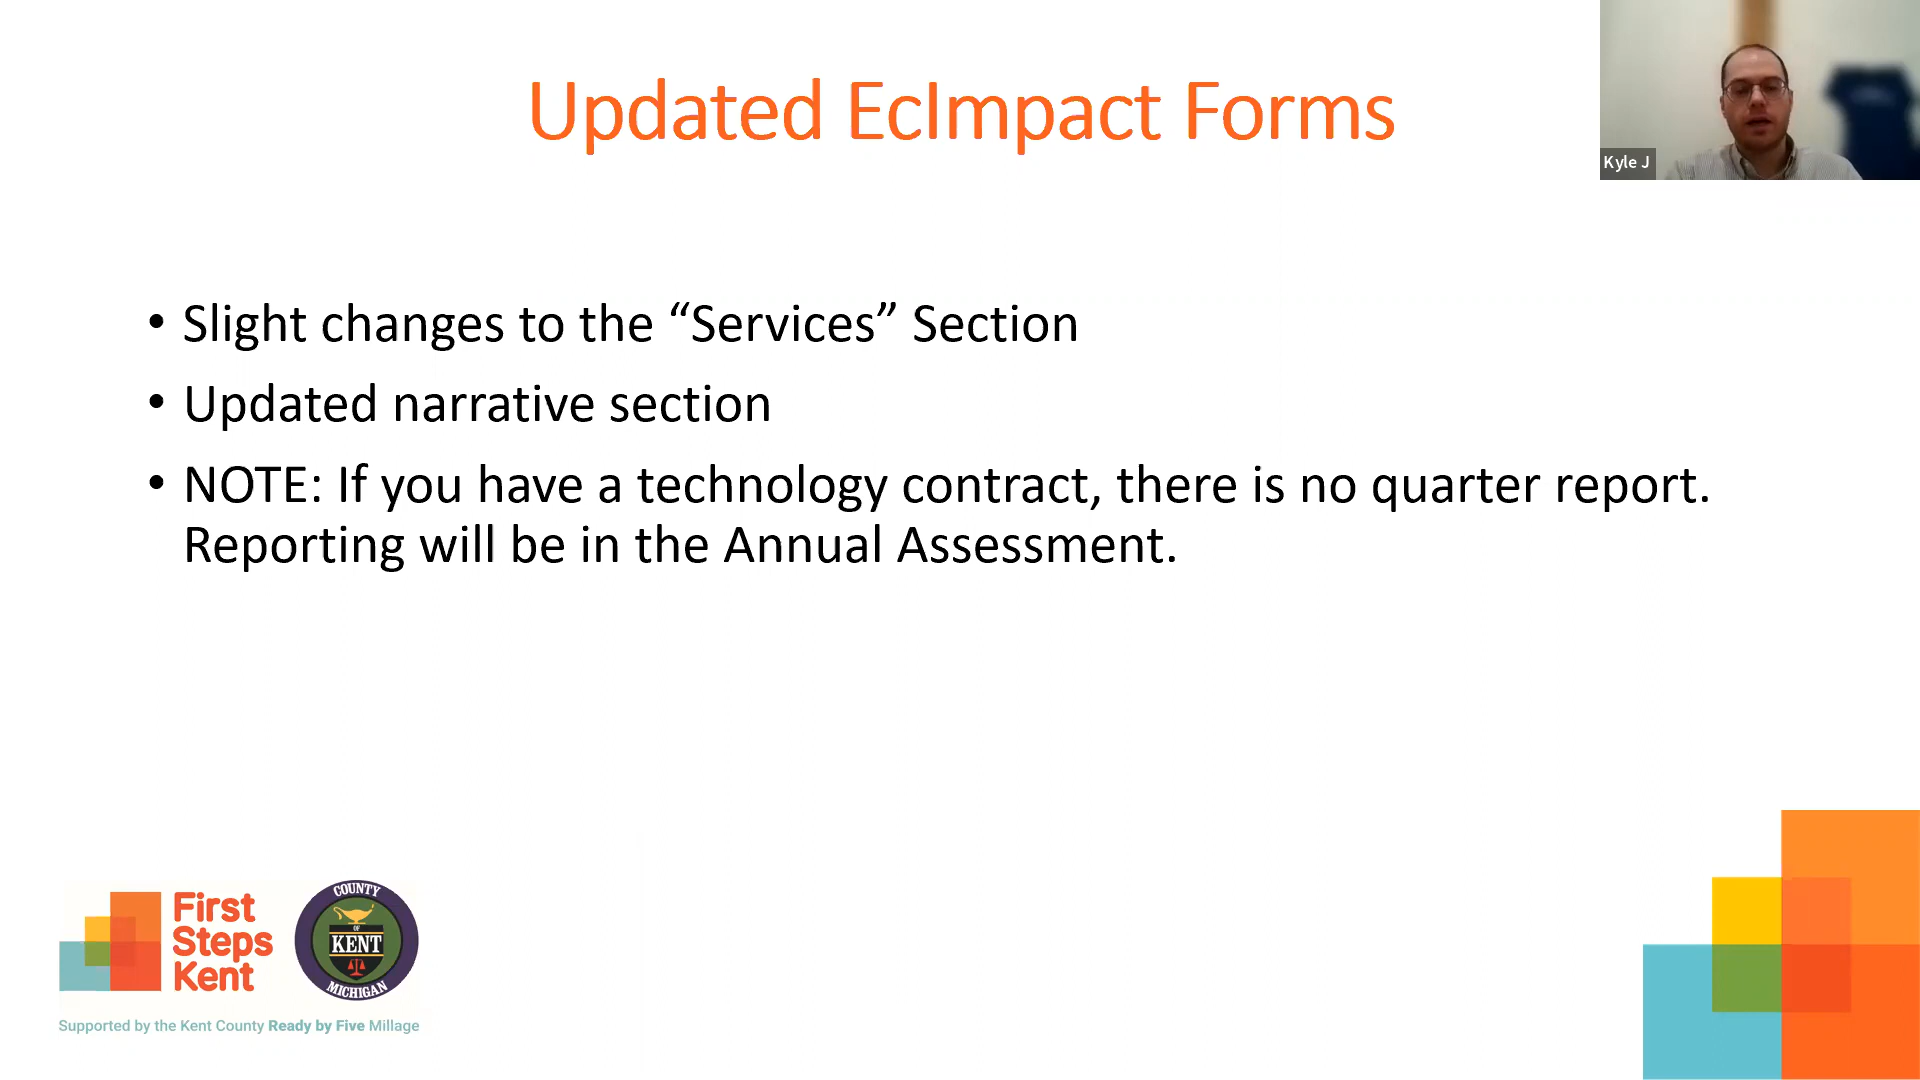 Updated EcImpact Forms
Kyle J
• Slight changes to the “Services” Section
• Updated narrative section
• NOTE: If you have a technology contract, there is no quarter report.
Reporting will be in the Annual Assessment.
First
Steps
Kent
COUNTY
OF
KENT
MICHIGAN
Supported by the Kent County Ready by Five Millage